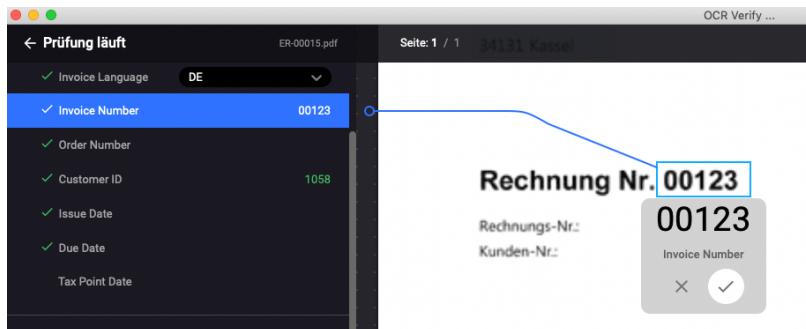 OCR Verify ...
← Prüfung läuft ER-00015.pdf
Invoice Language DE
Invoice Number 00123
Order Number
Customer ID 1058
Issue Date
Due Date
Tax Point Date
Seite: 1 / 1
34131 Kassel
Rechnung Nr. 00123
Rechnungs-Nr.:
Kunden-Nr.:
00123
Invoice Number